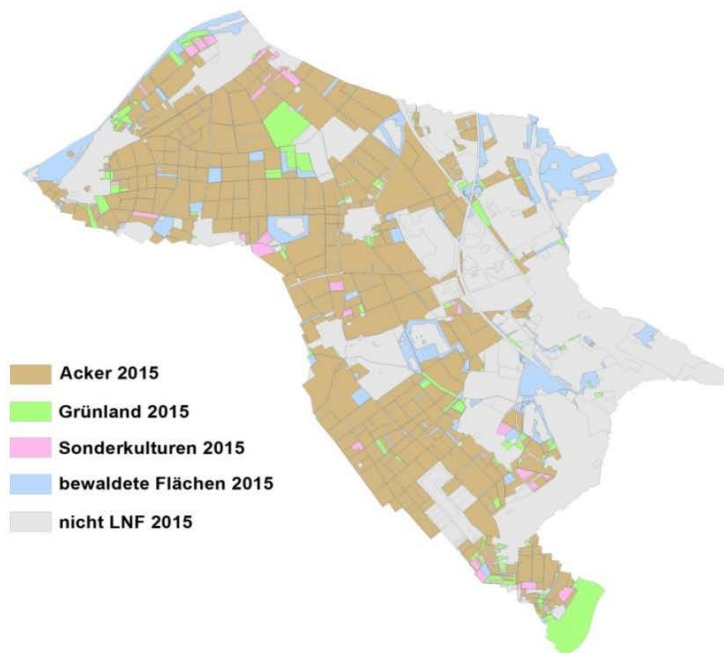 Acker 2015
Grünland 2015
Sonderkulturen 2015
bewaldete Flächen 2015
nicht LNF 2015